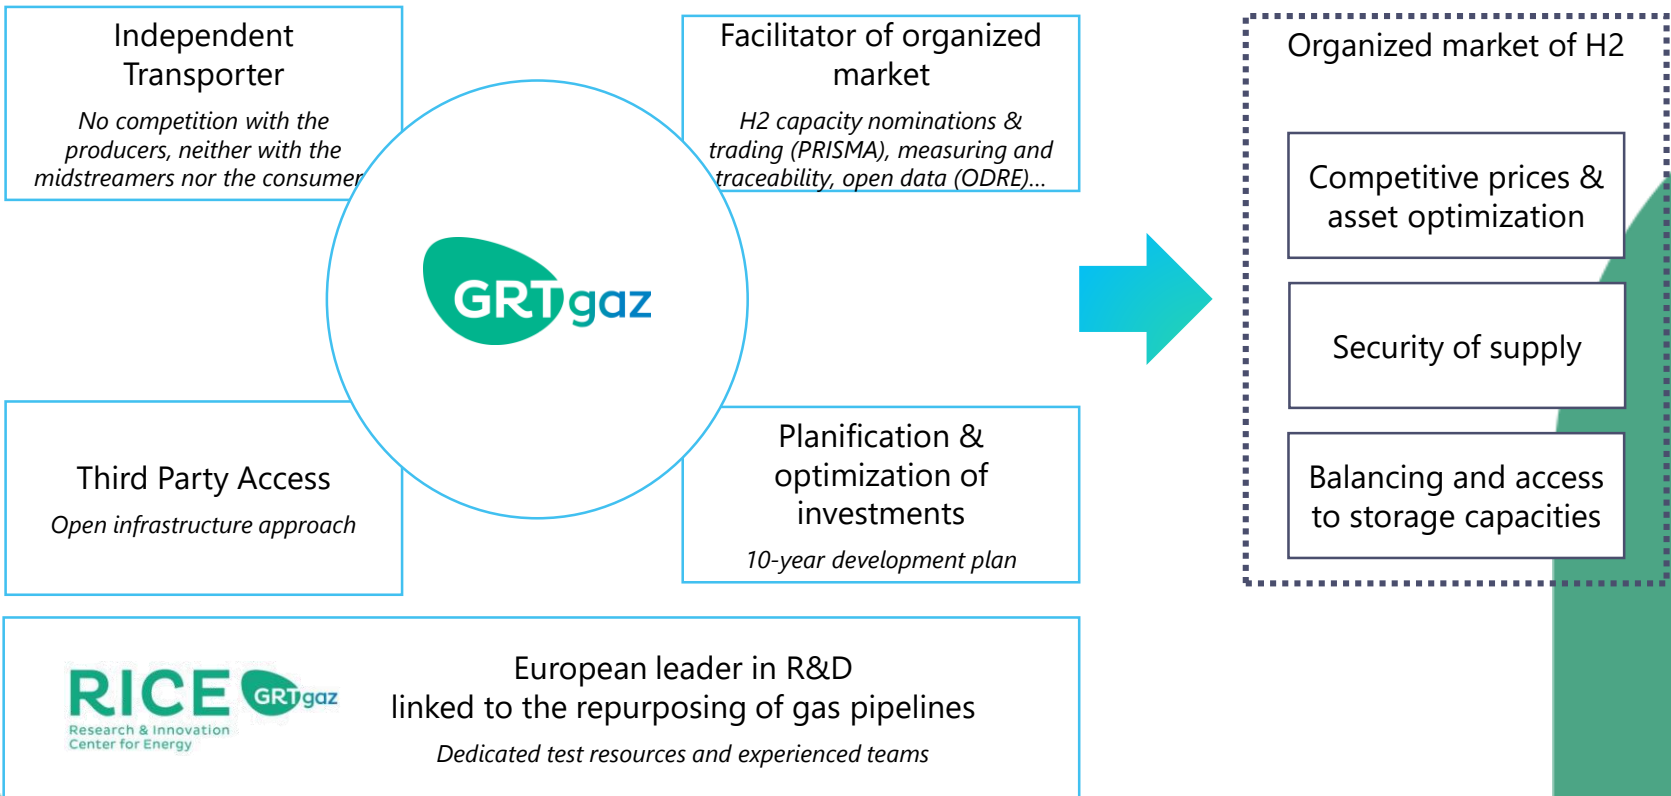 Independent
Transporter
No competition with the
producers, neither with the
midstreamers nor the consumer
Facilitator of organized
market
H2 capacity nominations &
trading (PRISMA), measuring and
traceability, open data (ODRE)...
GRTgaz
Third Party Access
Open infrastructure approach
Planification &
optimization of
investments
10-year development plan
RICE GRTgaz
Research & Innovation
Center for Energy
European leader in R&D
linked to the repurposing of gas pipelines
Dedicated test resources and experienced teams
Organized market of H2
Competitive prices &
asset optimization
Security of supply
Balancing and access
to storage capacities